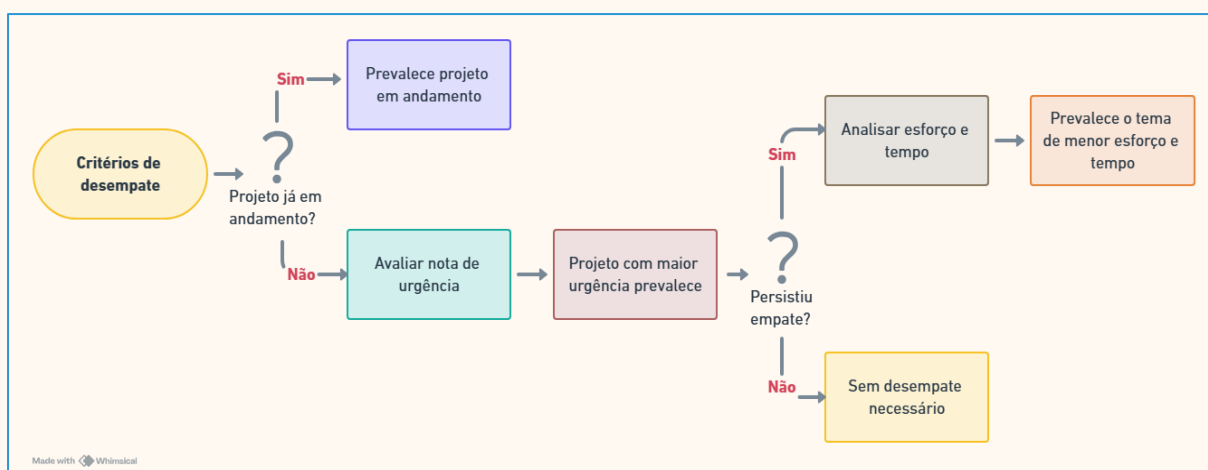 Critérios de
desempate
Projeto já em
andamento?
Sim
Prevalece projeto
em andamento
Não
Avaliar nota de
urgência
Projeto com maior
urgência prevalece
Persistiu
empate?
Sim
Analisar esforço e
tempo
Prevalece o tema
de menor esforço e
tempo
Não
Sem desempate
necessário
Made with Whimsical